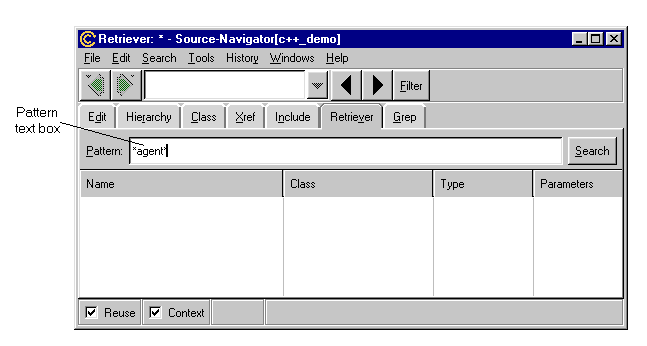 Retriever: * - Source-Navigator[c++_demo]
File Edit Search Tools History Windows Help
Filter
Edit Hierarchy Class Xref Include Retriever Grep
Pattern
text box
Pattern: *agent* Search
Name Class Type Parameters
Reuse Context